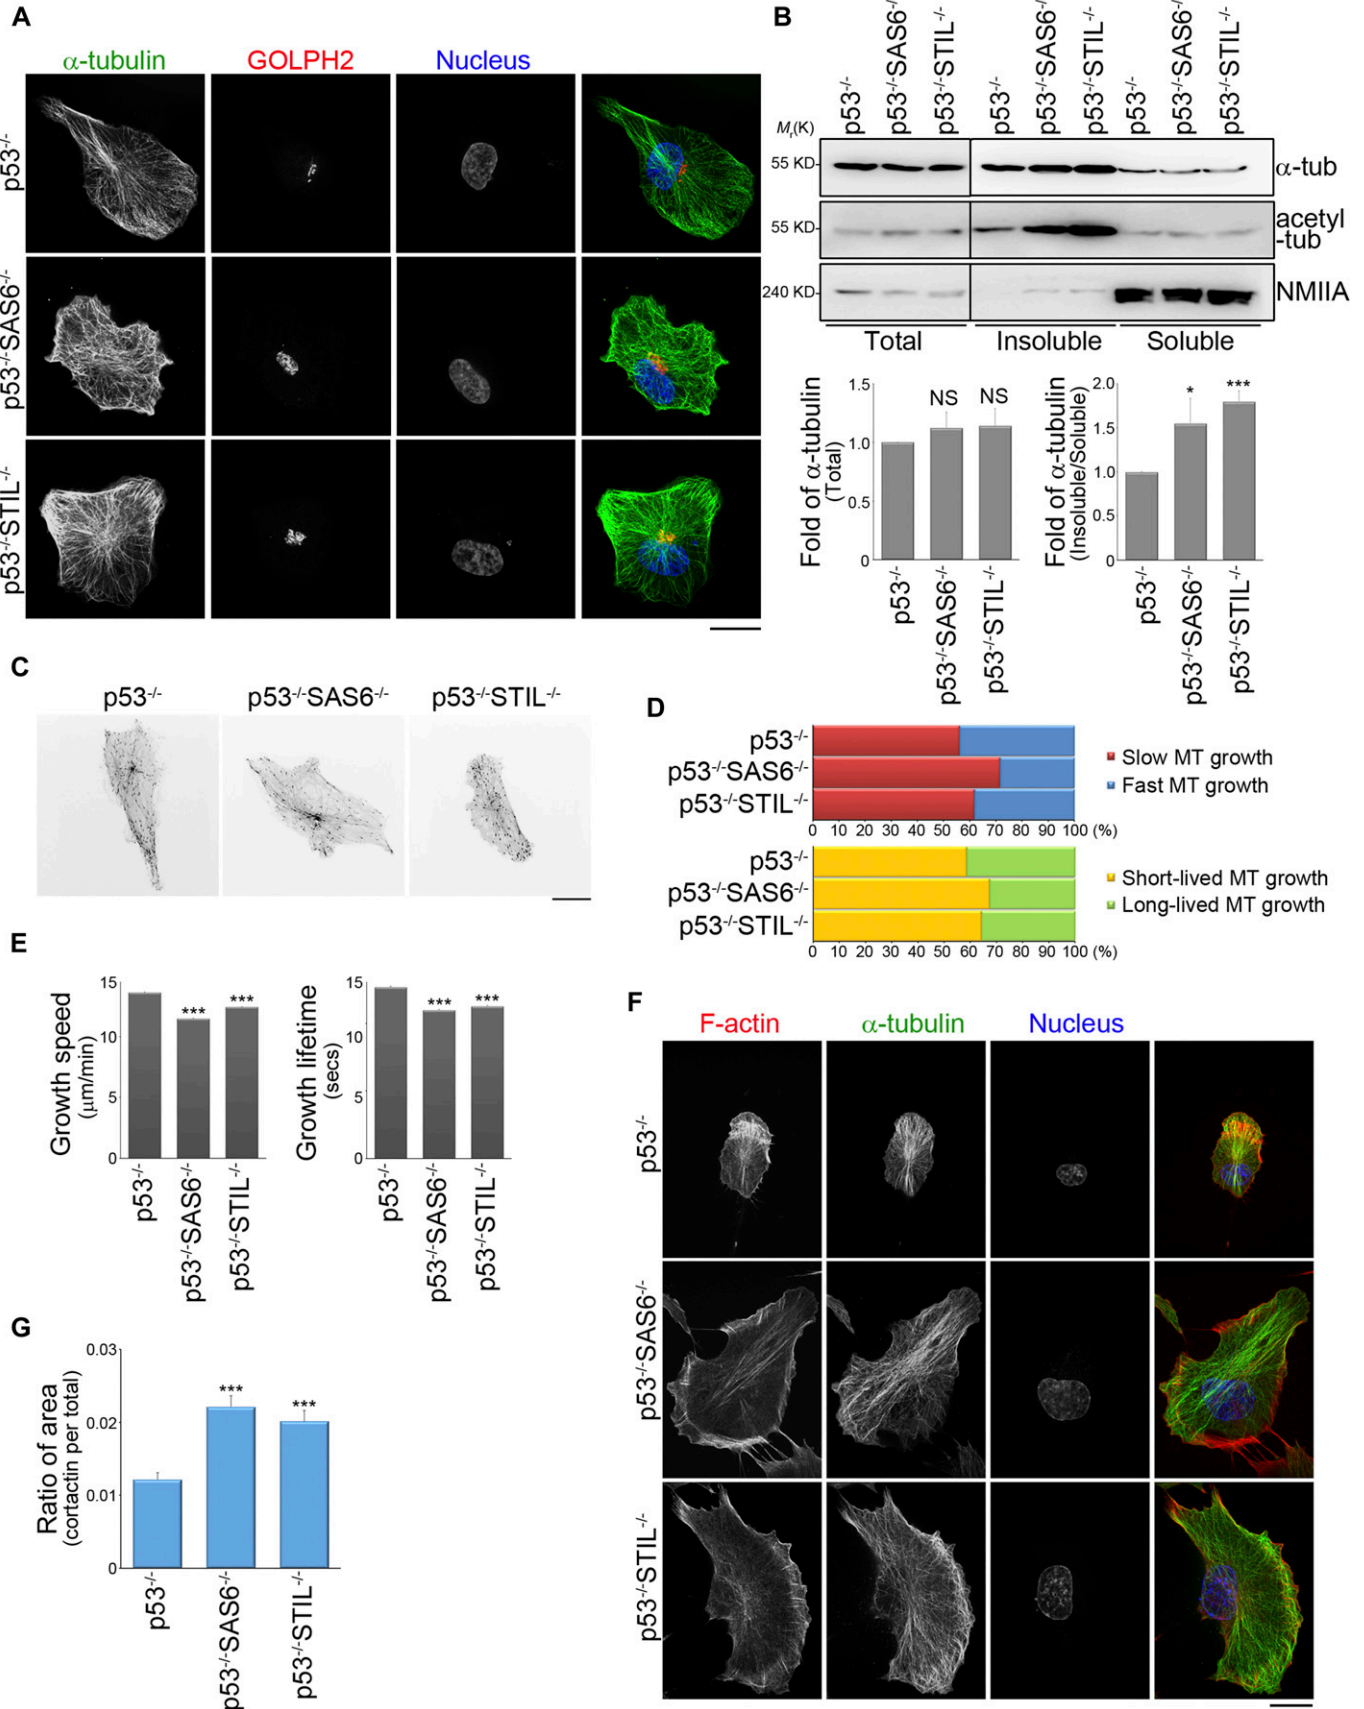 A
α-tubulin GOLPH2 Nucleus
p53-/-
p53-/-SAS6-/-
p53-/-STIL-/-
B
p53-/- p53-/-SAS6-/- p53-/-STIL-/- p53-/- p53-/-SAS6-/- p53-/-STIL-/- p53-/- p53-/-SAS6-/- p53-/-STIL-/-
Mr(K)
55 KD α-tub
55 KD acetyl
-tub
240 KD NMIIA
Total Insoluble Soluble
Fold of α-tubulin
(Total)
1.5
1.0
0.5
0
NS NS
p53-/- p53-/-SAS6-/- p53-/-STIL-/-
Fold of α-tubulin
(Insoluble/Soluble)
2.0
1.5
1.0
0.5
0
* ***
p53-/- p53-/-SAS6-/- p53-/-STIL-/-
C
p53-/- p53-/-SAS6-/- p53-/-STIL-/-
D
p53-/-
p53-/-SAS6-/-
p53-/-STIL-/-
0 10 20 30 40 50 60 70 80 90 100 (%)
Slow MT growth
Fast MT growth
p53-/-
p53-/-SAS6-/-
p53-/-STIL-/-
0 10 20 30 40 50 60 70 80 90 100 (%)
Short-lived MT growth
Long-lived MT growth
E
Growth speed
(μm/min)
15
10
5
0
*** ***
p53-/- p53-/-SAS6-/- p53-/-STIL-/-
Growth lifetime
(secs)
15
10
5
0
*** ***
p53-/- p53-/-SAS6-/- p53-/-STIL-/-
F
F-actin α-tubulin Nucleus
p53-/-
p53-/-SAS6-/-
p53-/-STIL-/-
G
Ratio of area
(cortactin per total)
0.03
0.02
0.01
0
*** ***
p53-/- p53-/-SAS6-/- p53-/-STIL-/-